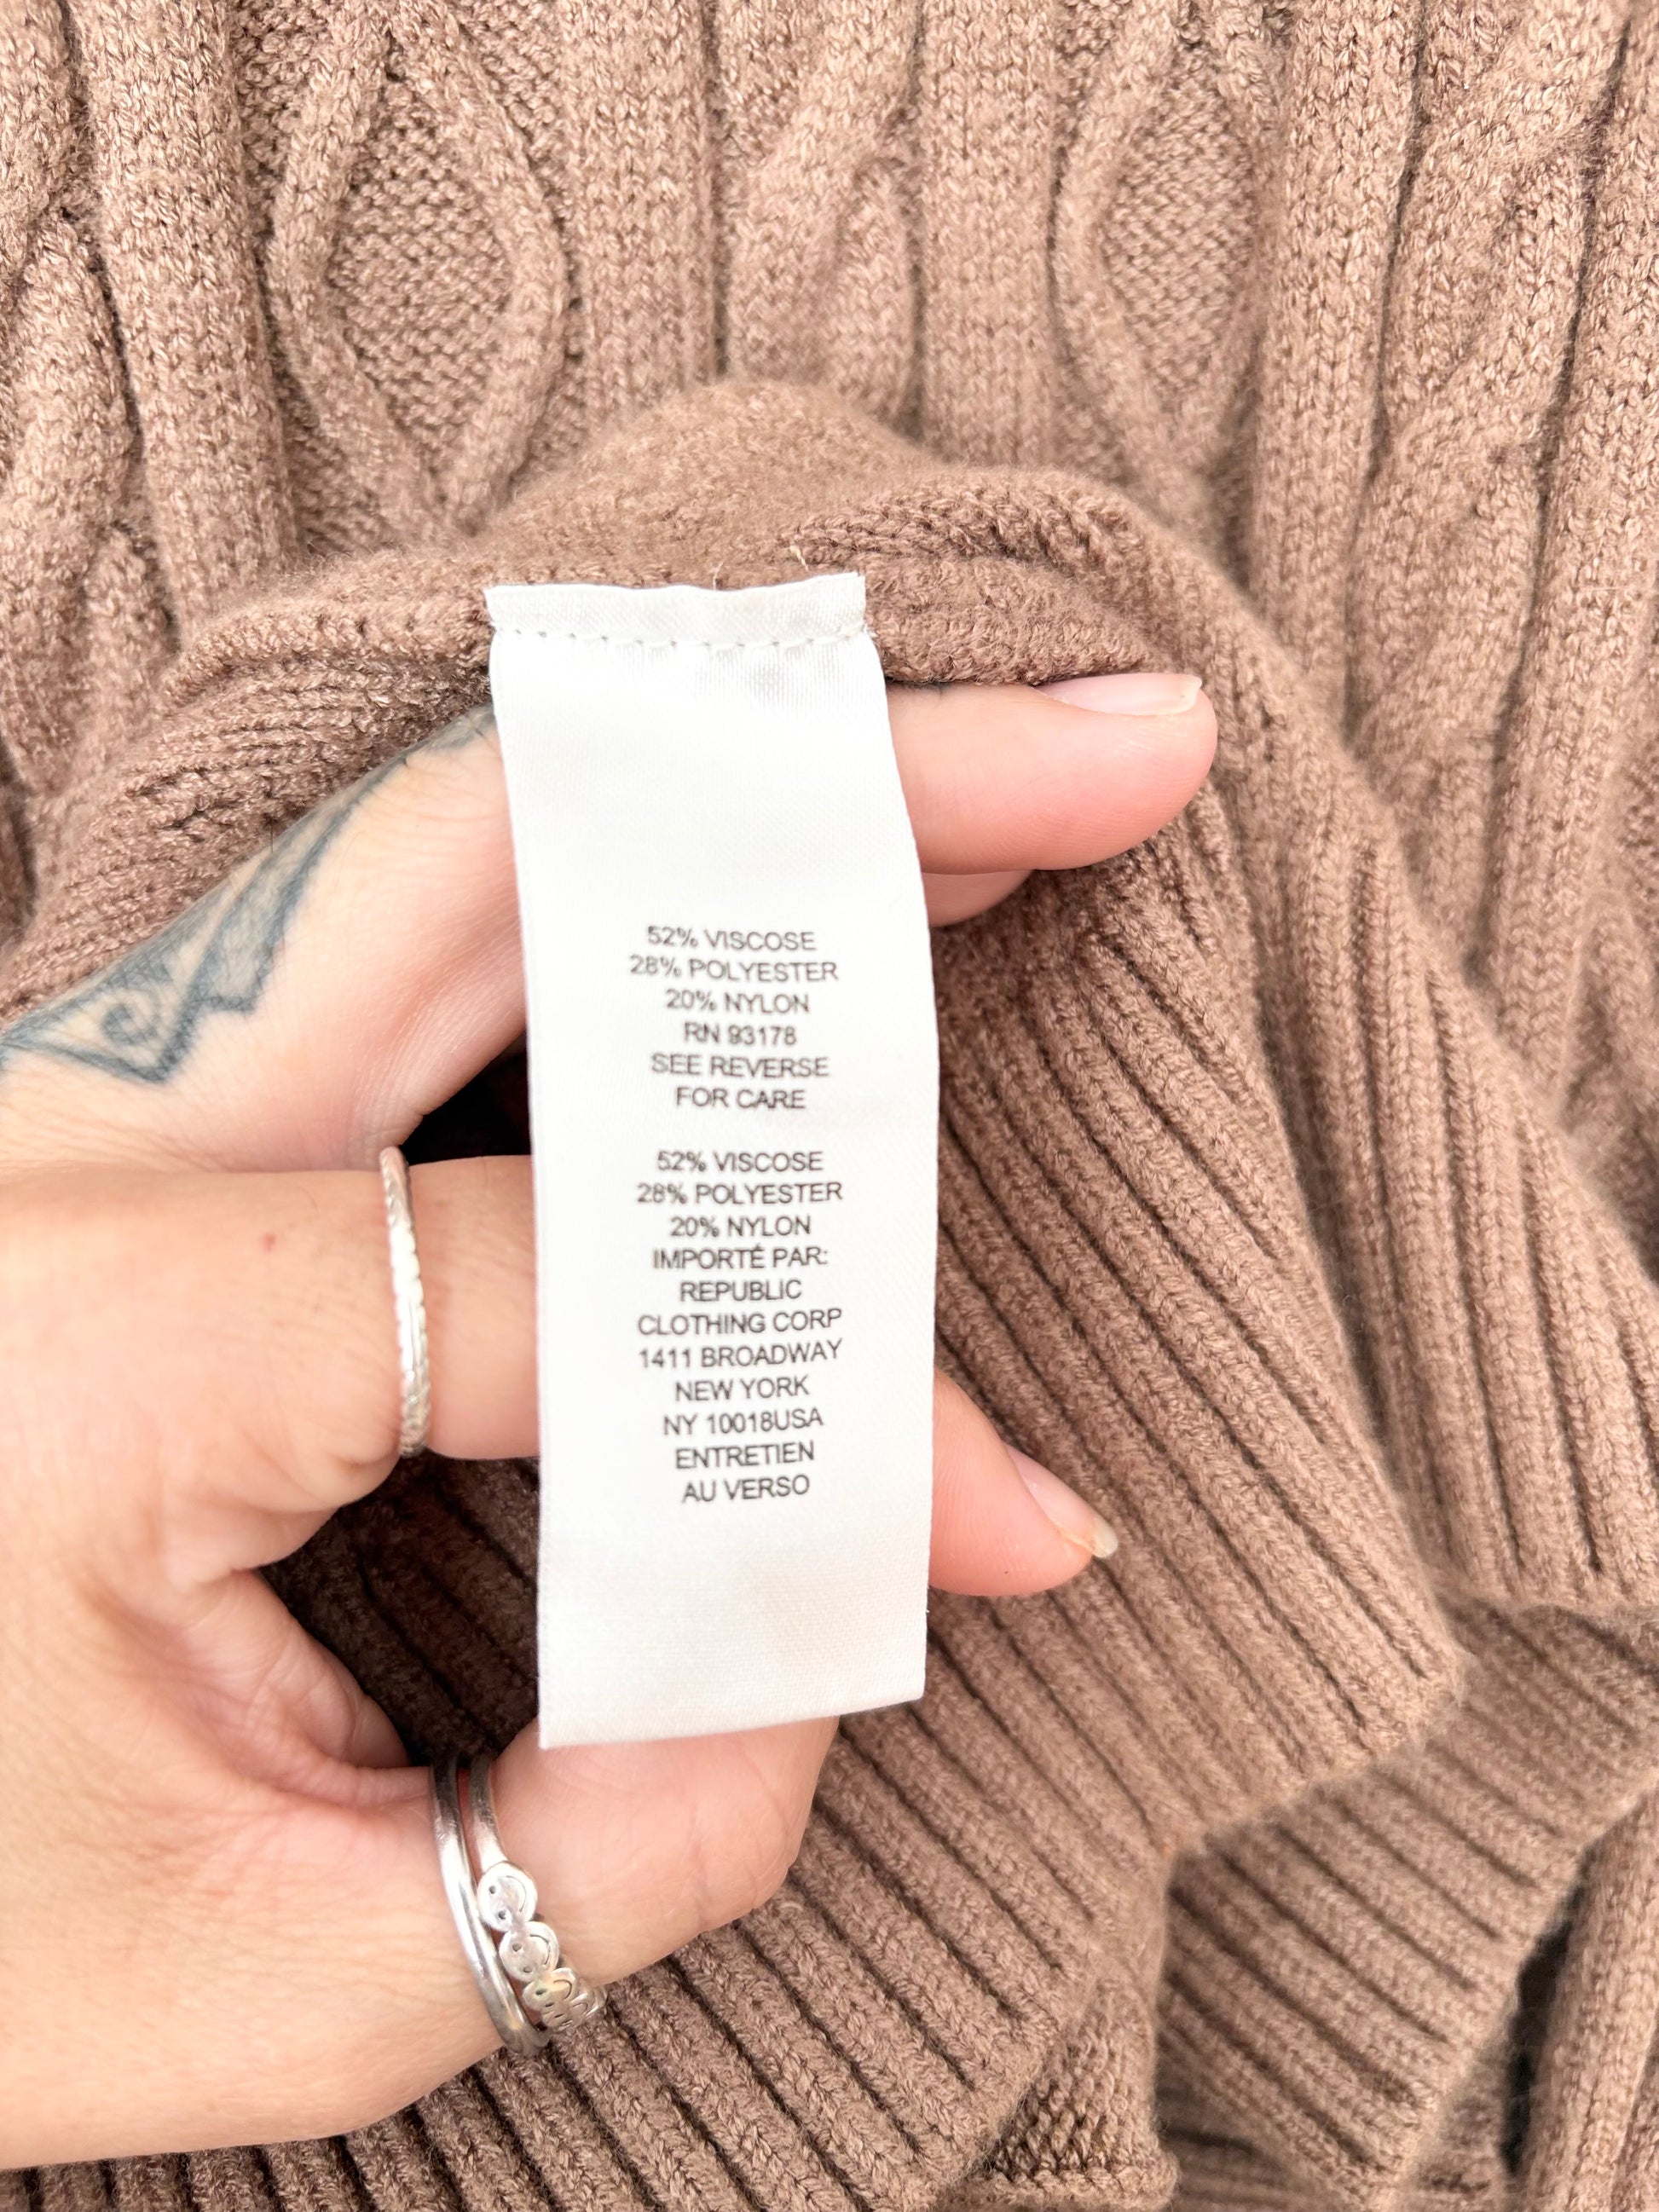 52% VISCOSE
28% POLYESTER
20% NYLON
RN 93178
SEE REVERSE
FOR CARE
52% VISCOSE
28% POLYESTER
20% NYLON
IMPORTÉ PAR:
REPUBLIC
CLOTHING CORP
1411 BROADWAY
NEW YORK
NY 10018USA
ENTRETIEN
AU VERSO